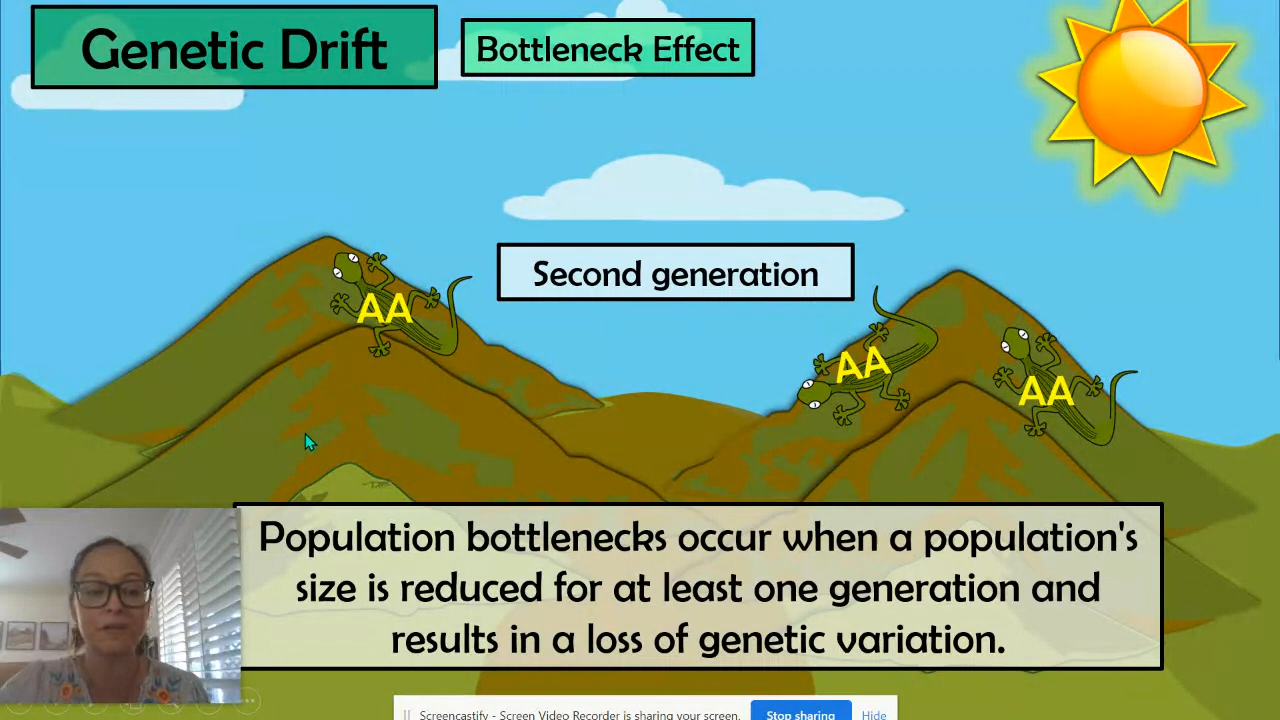 Genetic Drift
Bottleneck Effect
Second generation
AA
AA
AA
Population bottlenecks occur when a population's
size is reduced for at least one generation and
results in a loss of genetic variation.
Screencastify - Screen Video Recorder is sharing your screen.
Stop sharing
Hide